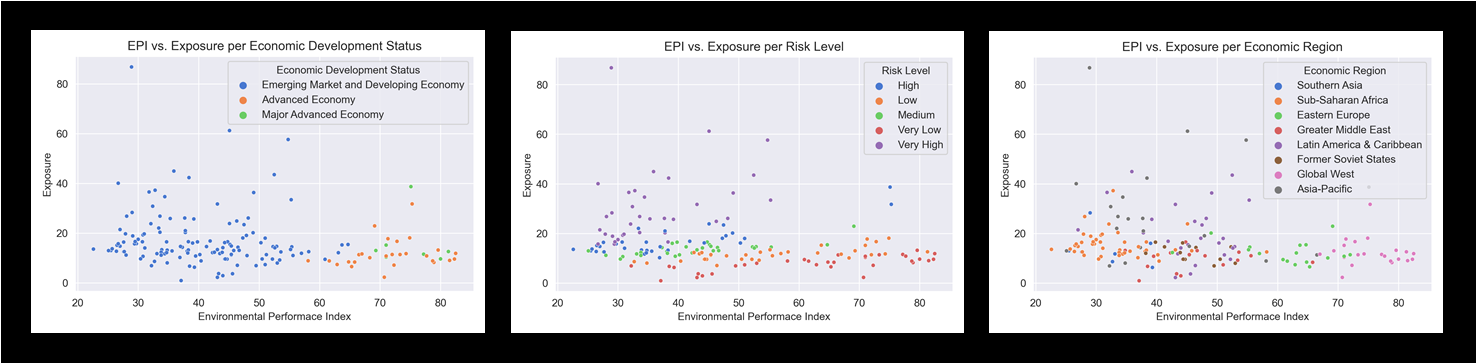 EPI vs. Exposure per Economic Development Status
Economic Development Status
Emerging Market and Developing Economy
Advanced Economy
Major Advanced Economy
80
60
40
20
0
Exposure
20 30 40 50 60 70 80
Environmental Performace Index
EPI vs. Exposure per Risk Level
Risk Level
High
Low
Medium
Very Low
Very High
80
60
40
20
0
Exposure
20 30 40 50 60 70 80
Environmental Performace Index
EPI vs. Exposure per Economic Region
Economic Region
Southern Asia
Sub-Saharan Africa
Eastern Europe
Greater Middle East
Latin America & Caribbean
Former Soviet States
Global West
Asia-Pacific
80
60
40
20
0
Exposure
20 30 40 50 60 70 80
Environmental Performace Index